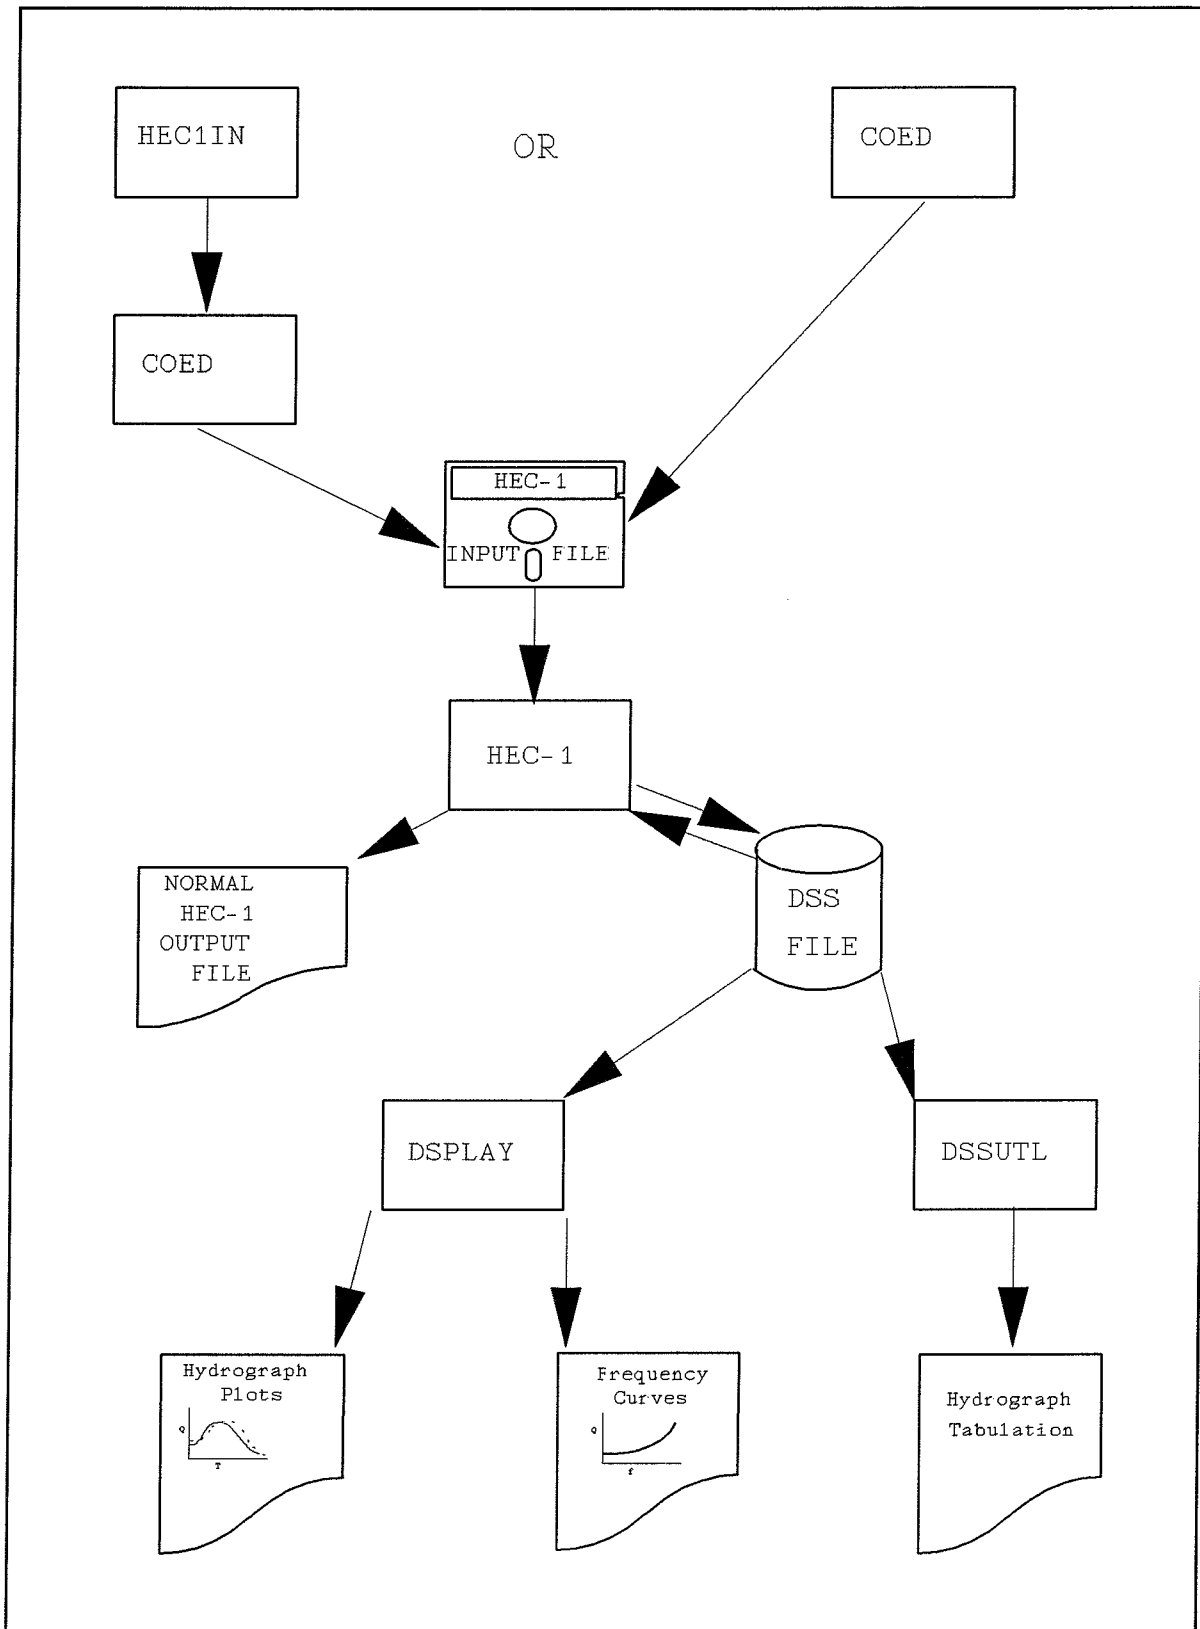 HEC1IN
OR
COED
COED
HEC-1
INPUT FILE
HEC-1
NORMAL
HEC-1
OUTPUT
FILE
DSS
FILE
DSPLAY
DSSUTL
Hydrograph
Plots
Q
T
Frequency
Curves
Q
f
Hydrograph
Tabulation